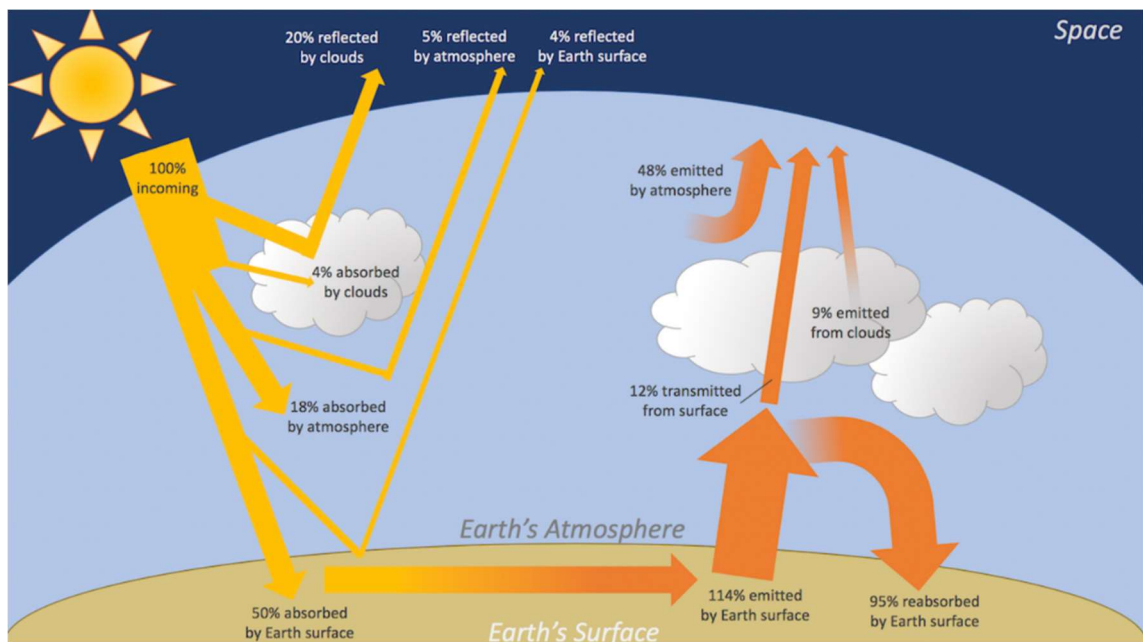 20% reflected
by clouds
5% reflected
by atmosphere
4% reflected
by Earth surface
Space
100%
incoming
48% emitted
by atmosphere
4% absorbed
by clouds
9% emitted
from clouds
12% transmitted
from surface
18% absorbed
by atmosphere
Earth’s Atmosphere
50% absorbed
by Earth surface
114% emitted
by Earth surface
95% reabsorbed
by Earth surface
Earth’s Surface